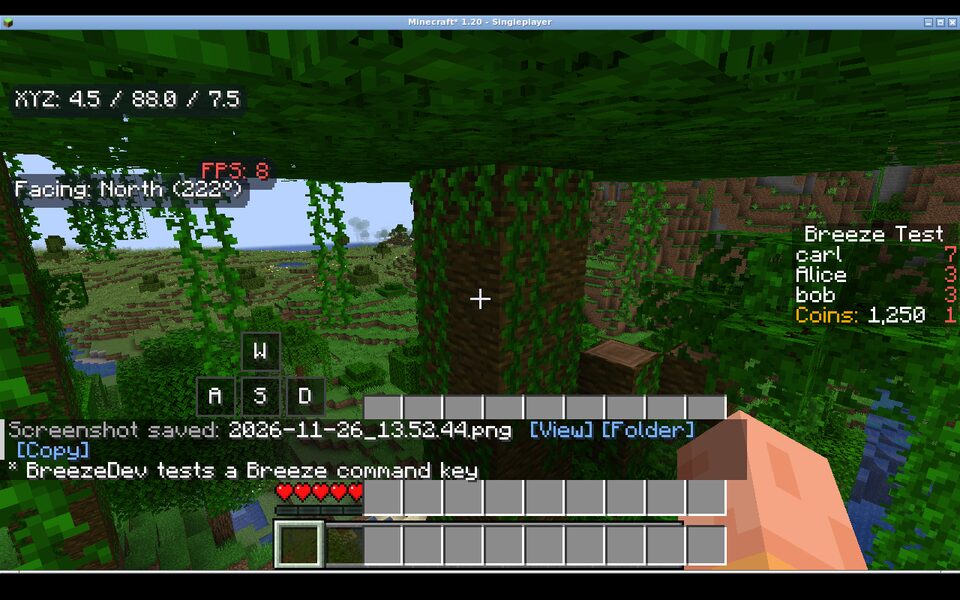 Minecraft* 1.20 - Singleplayer
XYZ: 4.5 / 88.0 / 7.5
FPS: 8
Facing: North (222º)
Breeze Test
carl 7
Alice 3
bob 3
Coins: 1,250 1
W
A S D
Screenshot saved: 2026-11-26_13.52.44.png [View] [Folder]
[Copy]
* BreezeDev tests a Breeze command key